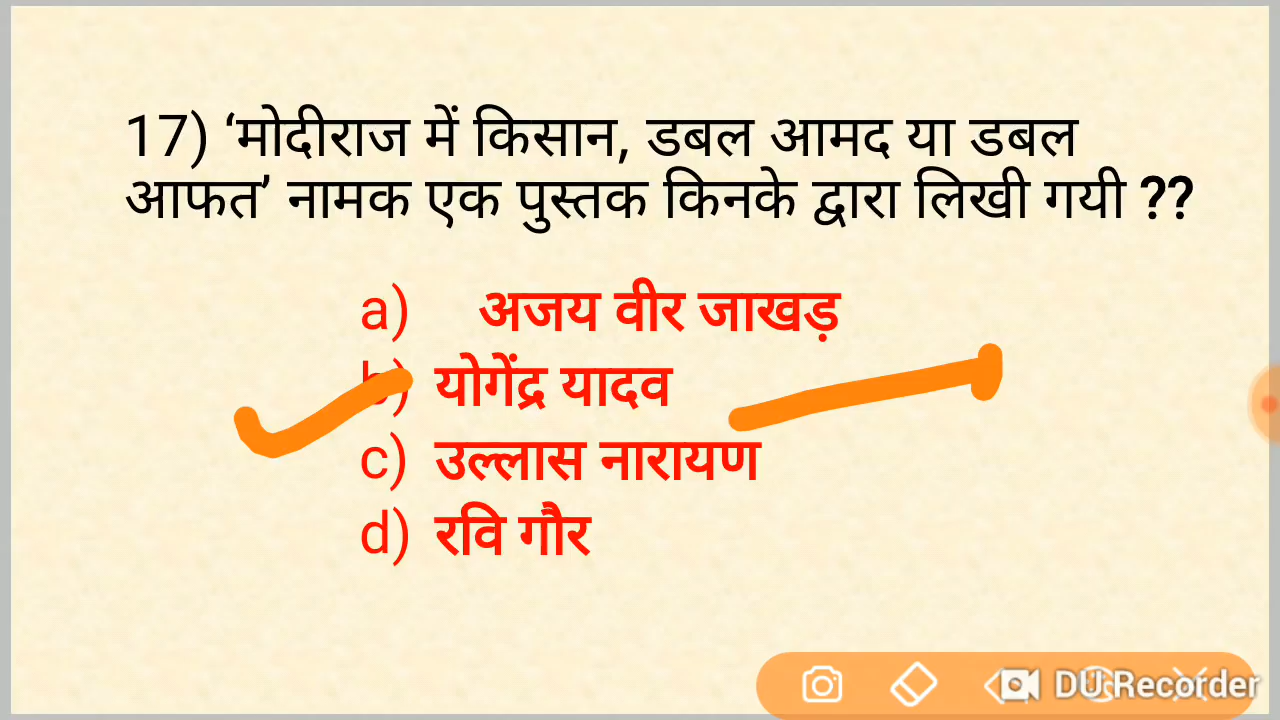 17) ‘मोदीराज में किसान, डबल आमद या डबल
आफत’ नामक एक पुस्तक किनके द्वारा लिखी गयी ??
a) अजय वीर जाखड़
b) योगेंद्र यादव
c) उल्लास नारायण
d) रवि गौर
DU Recorder